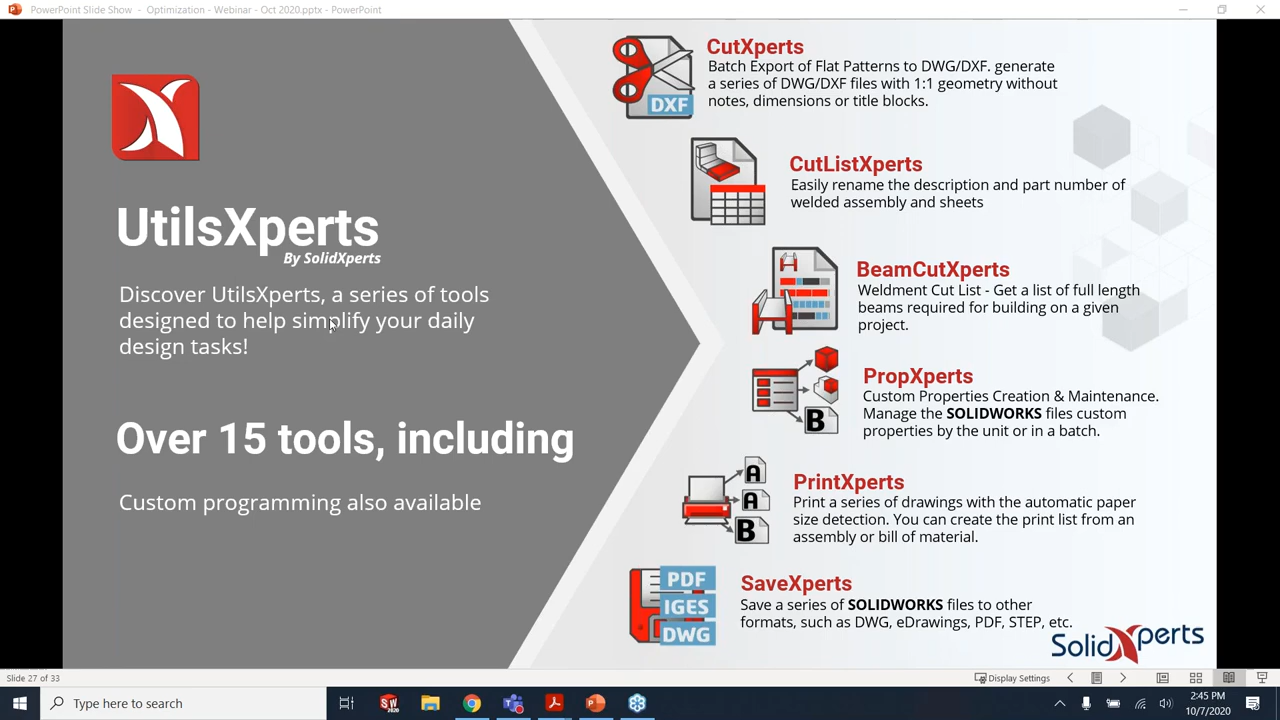 PowerPoint Slide Show - Optimization - Webinar - Oct 2020.pptx - PowerPoint
UtilsXperts
By SolidXperts
Discover UtilsXperts, a series of tools
designed to help simplify your daily
design tasks!
Over 15 tools, including
Custom programming also available
DXF
CutXperts
Batch Export of Flat Patterns to DWG/DXF. generate
a series of DWG/DXF files with 1:1 geometry without
notes, dimensions or title blocks.
CutListXperts
Easily rename the description and part number of
welded assembly and sheets
BeamCutXperts
Weldment Cut List - Get a list of full length
beams required for building on a given
project.
B
PropXperts
Custom Properties Creation & Maintenance.
Manage the SOLIDWORKS files custom
properties by the unit or in a batch.
A
A
B
PrintXperts
Print a series of drawings with the automatic paper
size detection. You can create the print list from an
assembly or bill of material.
PDF
IGES
DWG
SaveXperts
Save a series of SOLIDWORKS files to other
formats, such as DWG, eDrawings, PDF, STEP, etc.
SolidXperts
Slide 27 of 33
Display Settings
Type here to search
SW
2020
2:45 PM
10/7/2020